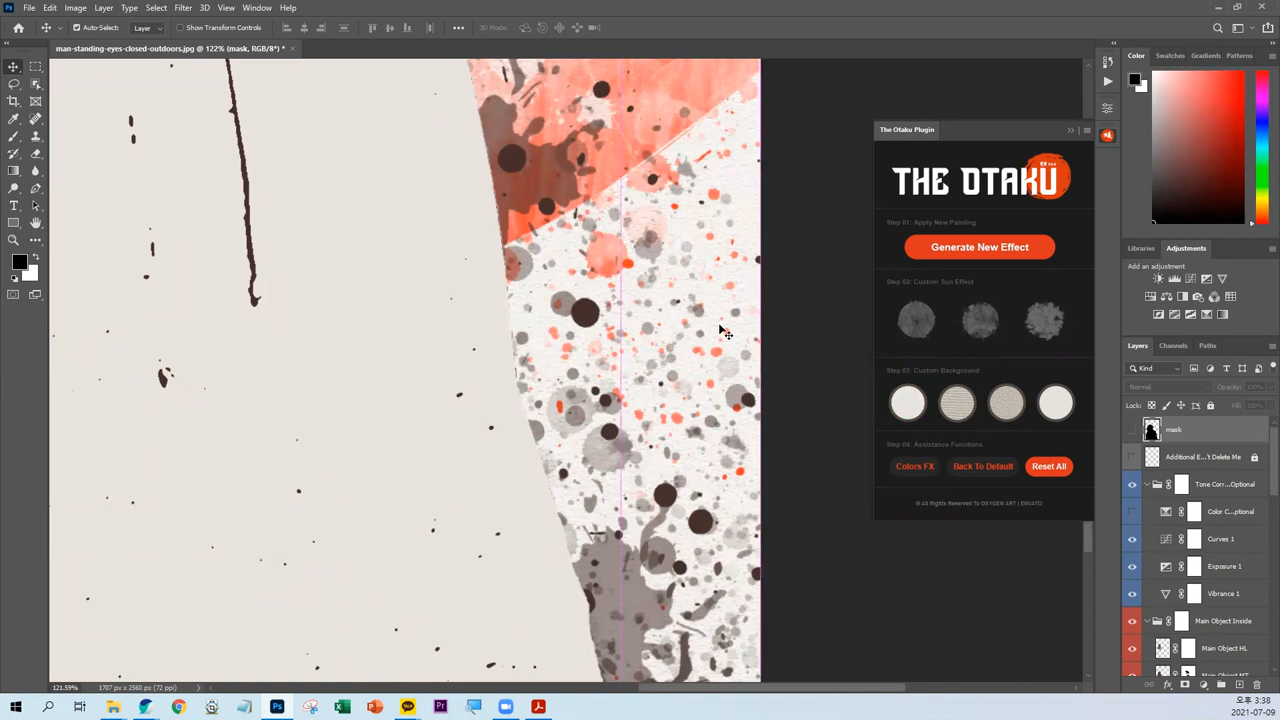 Ps File Edit Image Layer Type Select Filter 3D View Window Help
Auto-Select: Layer Show Transform Controls 3D Mode:
man-standing-eyes-closed-outdoors.jpg @ 122% (mask, RGB/8*) *
The Otaku Plugin
THE OTAKU
Step 01: Apply New Painting
Generate New Effect
Step 02: Custom Sun Effect
Step 03: Custom Background
Step 04: Assistance Functions
Colors FX Back To Default Reset All
© All Rights Reserved To OXYGEN ART | ENVATO
Color Swatches Gradients Patterns
Libraries Adjustments
Add an adjustment
Layers Channels Paths
Kind
Normal Opacity: 100%
Lock: Fill: 100%
mask
Additional E...'t Delete Me
Tone Corr...Optional
Color C...ptional
Curves 1
Exposure 1
Vibrance 1
Main Object Inside
Main Object HL
Main Object MT
121.59% 1707 px x 2560 px (72 ppi)
오후 3:38
2021-07-09